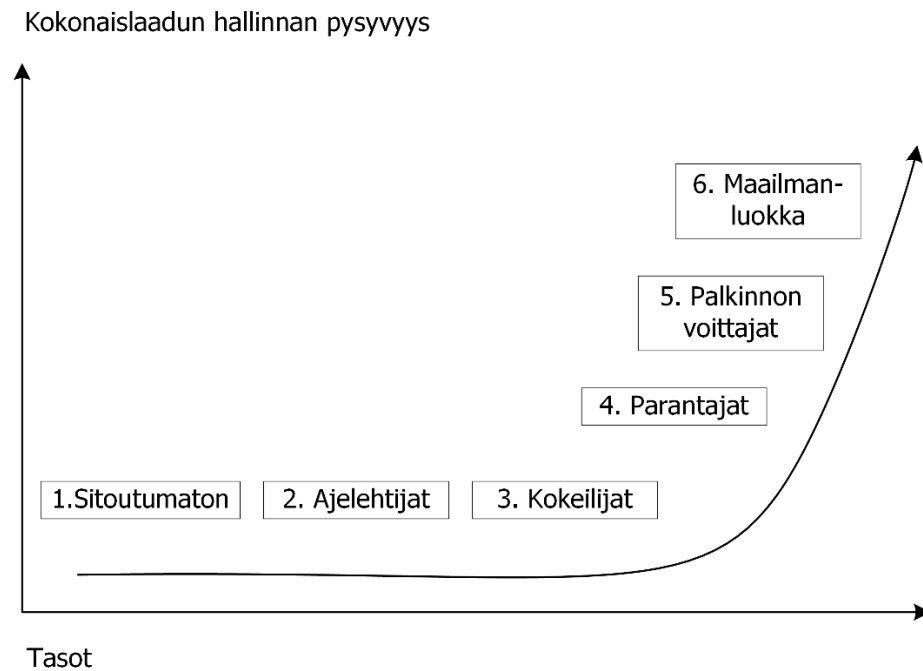 Kokonaislaadun hallinnan pysyvyys
6. Maailman-
luokka
5. Palkinnon
voittajat
4. Parantajat
1.Sitoutumaton
2. Ajelehtijat
3. Kokeilijat
Tasot